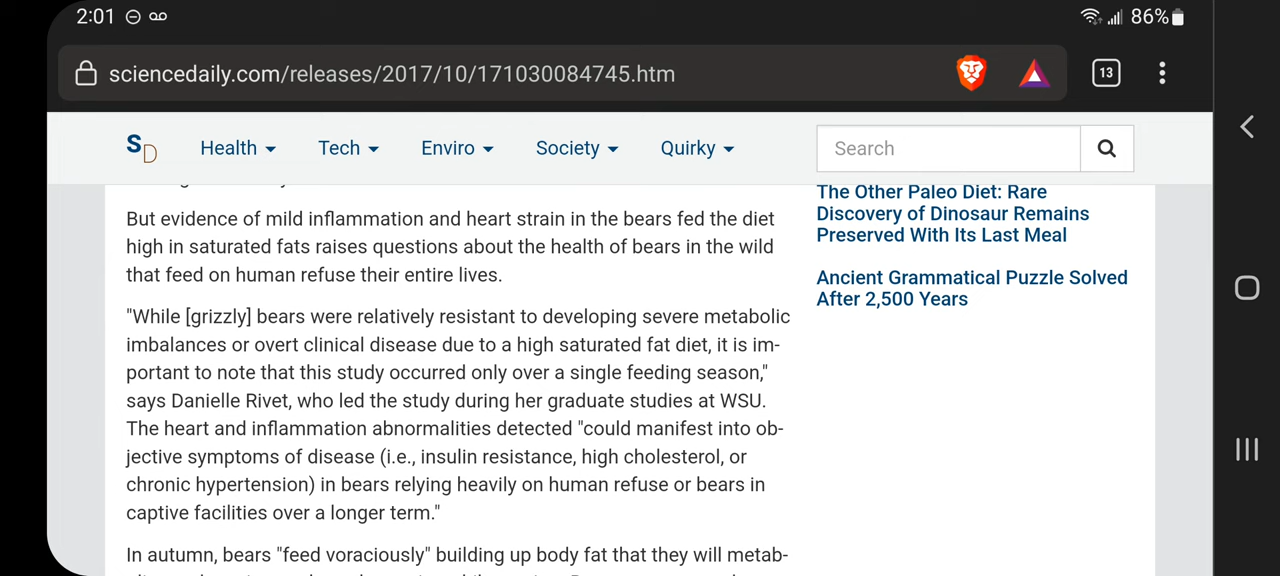 2:01 86%
sciencedaily.com/releases/2017/10/171030084745.htm 13
SD Health Tech Enviro Society Quirky Search
But evidence of mild inflammation and heart strain in the bears fed the diet
high in saturated fats raises questions about the health of bears in the wild
that feed on human refuse their entire lives.
"While [grizzly] bears were relatively resistant to developing severe metabolic
imbalances or overt clinical disease due to a high saturated fat diet, it is im-
portant to note that this study occurred only over a single feeding season,"
says Danielle Rivet, who led the study during her graduate studies at WSU.
The heart and inflammation abnormalities detected "could manifest into ob-
jective symptoms of disease (i.e., insulin resistance, high cholesterol, or
chronic hypertension) in bears relying heavily on human refuse or bears in
captive facilities over a longer term."
In autumn, bears "feed voraciously" building up body fat that they will metab-
The Other Paleo Diet: Rare
Discovery of Dinosaur Remains
Preserved With Its Last Meal
Ancient Grammatical Puzzle Solved
After 2,500 Years